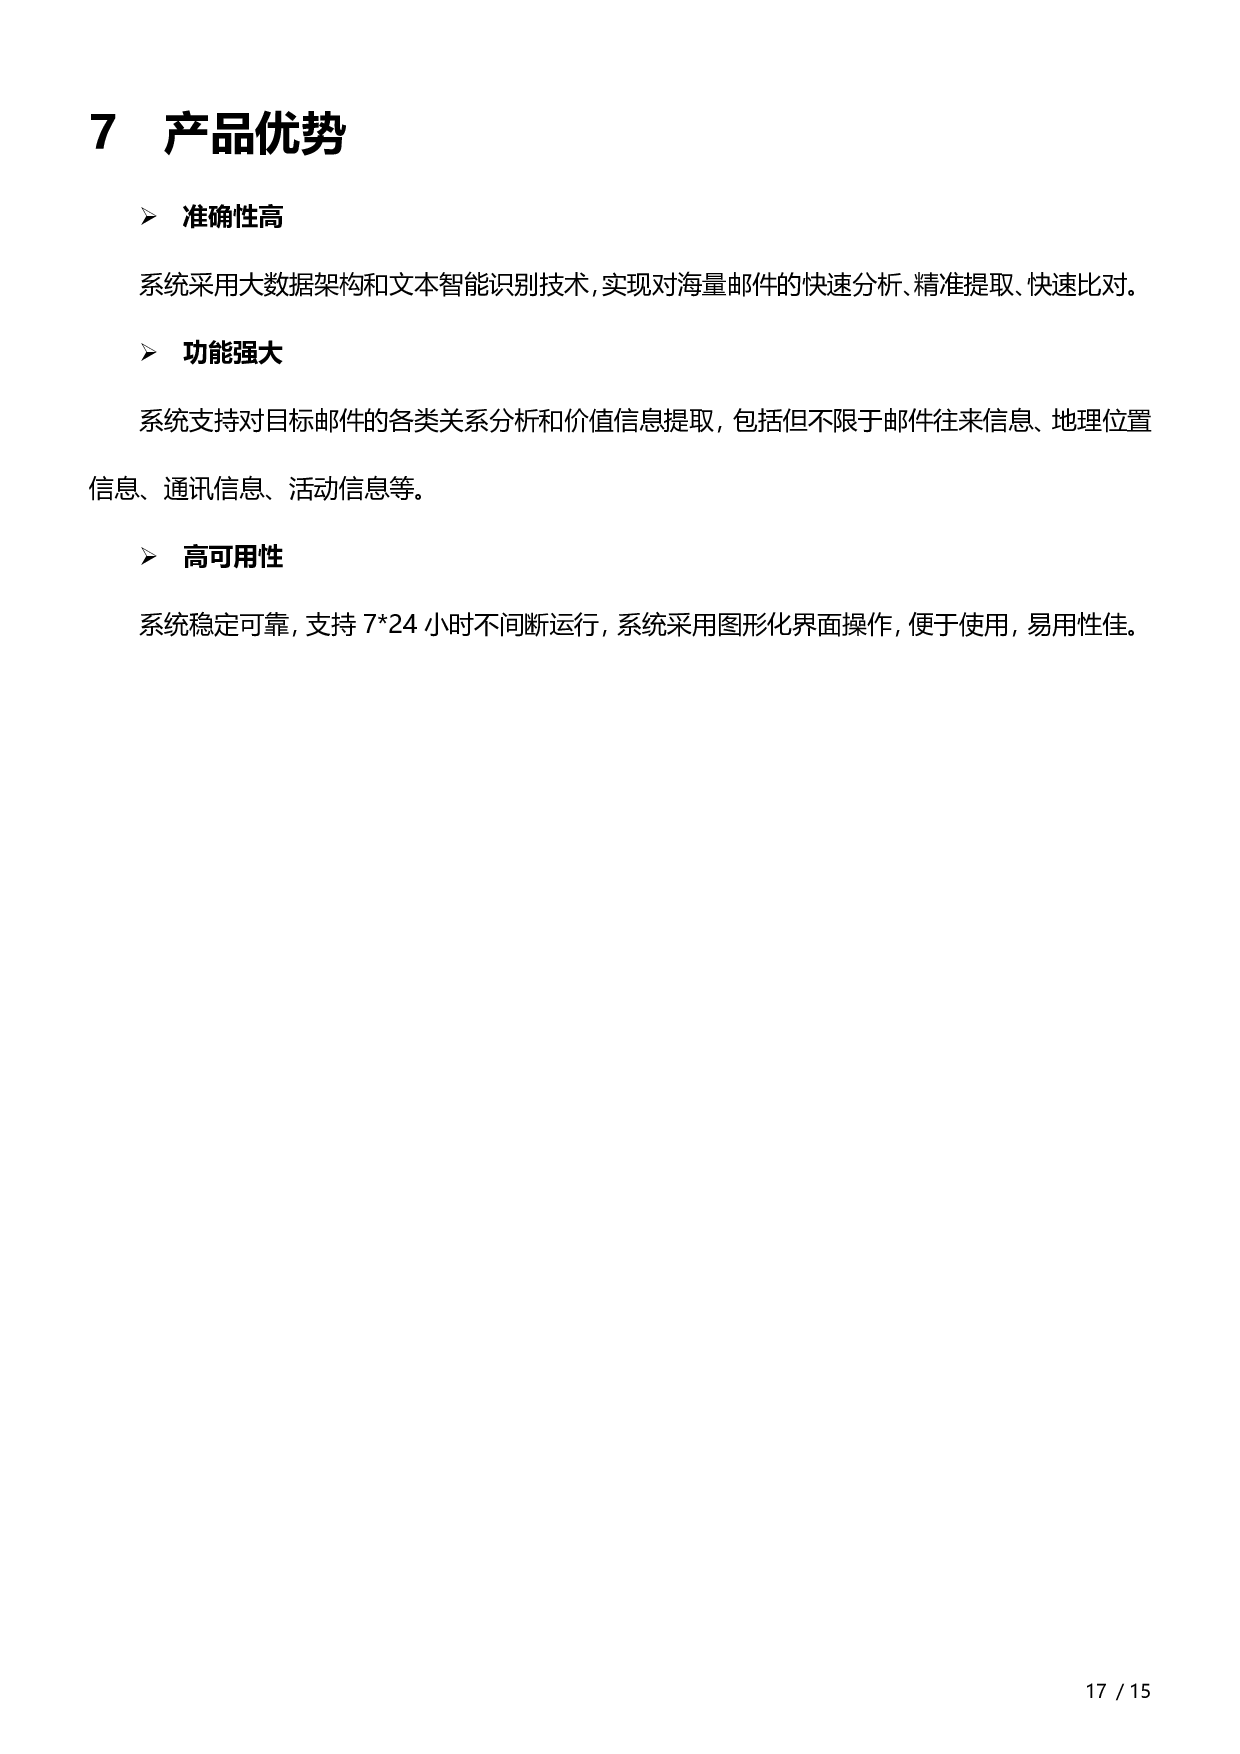 7 产品优势
➢ 准确性高
系统采用大数据架构和文本智能识别技术,实现对海量邮件的快速分析、精准提取、快速比对。
➢ 功能强大
系统支持对目标邮件的各类关系分析和价值信息提取，包括但不限于邮件往来信息、地理位置
信息、通讯信息、活动信息等。
➢ 高可用性
系统稳定可靠，支持 7*24 小时不间断运行，系统采用图形化界面操作，便于使用，易用性佳。
17 / 15